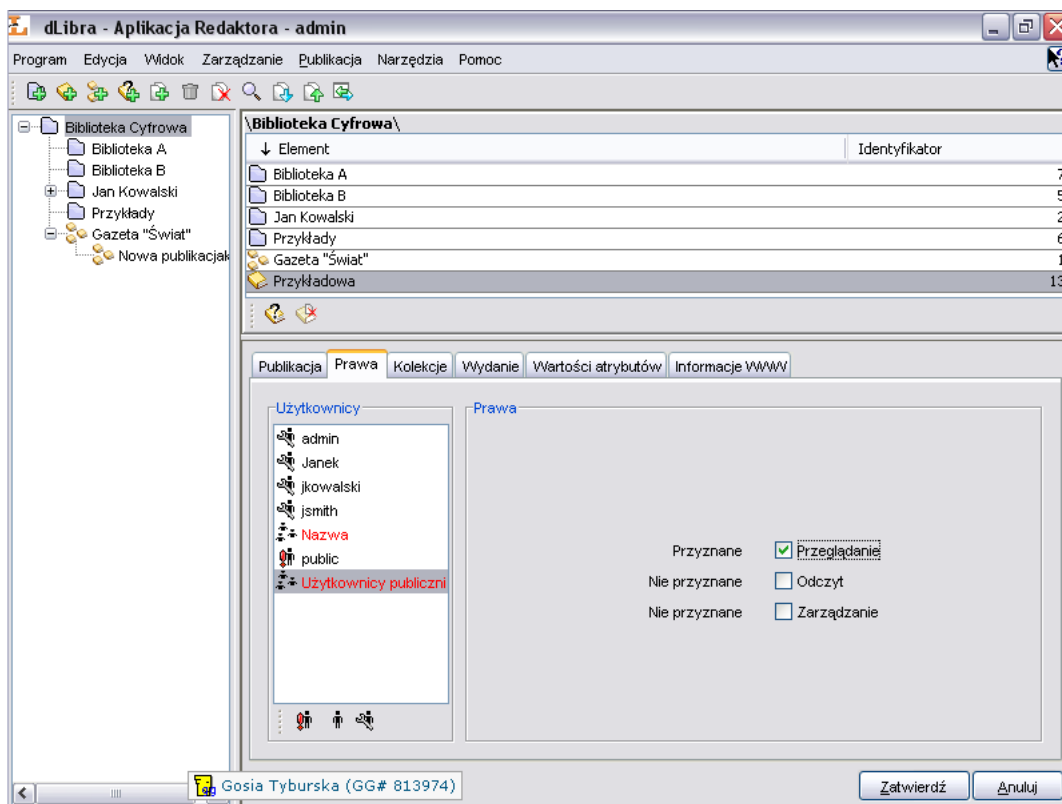 dLibra - Aplikacja Redaktora - admin
Program Edycja Widok Zarządzanie Publikacja Narzędzia Pomoc
Biblioteka Cyfrowa
Biblioteka A
Biblioteka B
Jan Kowalski
Przykłady
Gazeta "Świat"
Nowa publikacjak
\Biblioteka Cyfrowa\
↓ Element Identyfikator
Biblioteka A 7
Biblioteka B 5
Jan Kowalski 2
Przykłady 6
Gazeta "Świat" 1
Przykładowa 13
Publikacja Prawa Kolekcje Wydanie Wartości atrybutów Informacje WWW
Użytkownicy
admin
Janek
jkowalski
jsmith
Nazwa
public
Użytkownicy publiczni
Prawa
Przyznane Przeglądanie
Nie przyznane Odczyt
Nie przyznane Zarządzanie
Gosia Tyburska (GG# 813974)
Zatwierdź Anuluj